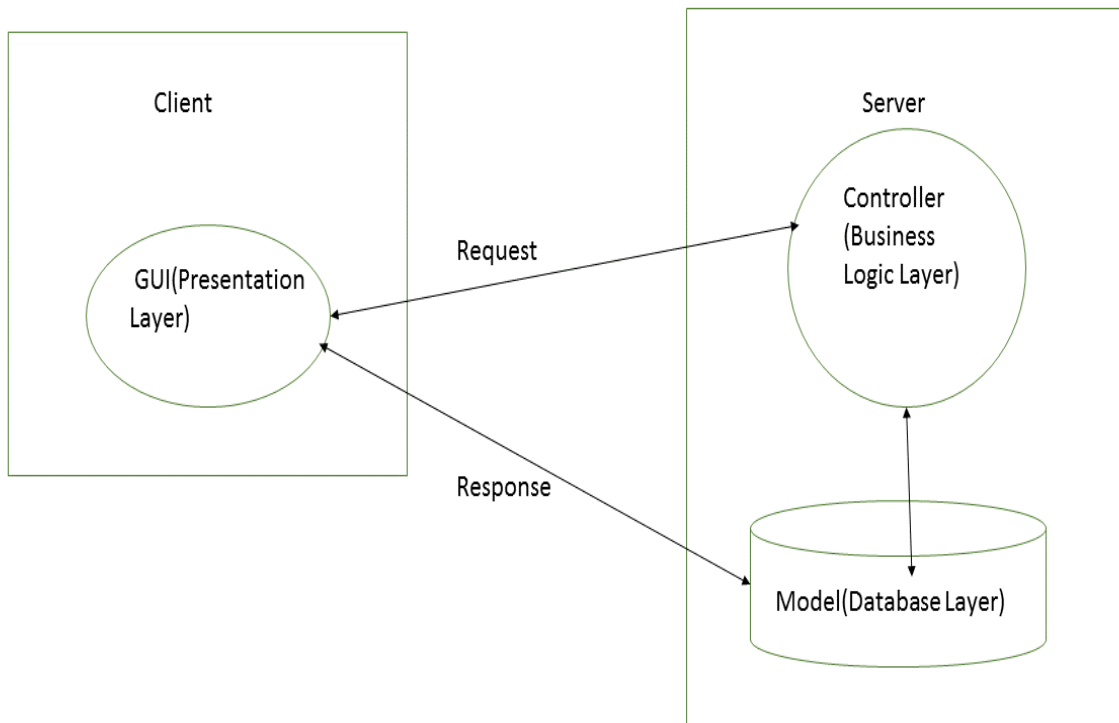 Client
GUI(Presentation
Layer)
Request
Response
Server
Controller
(Business
Logic Layer)
Model(Database Layer)